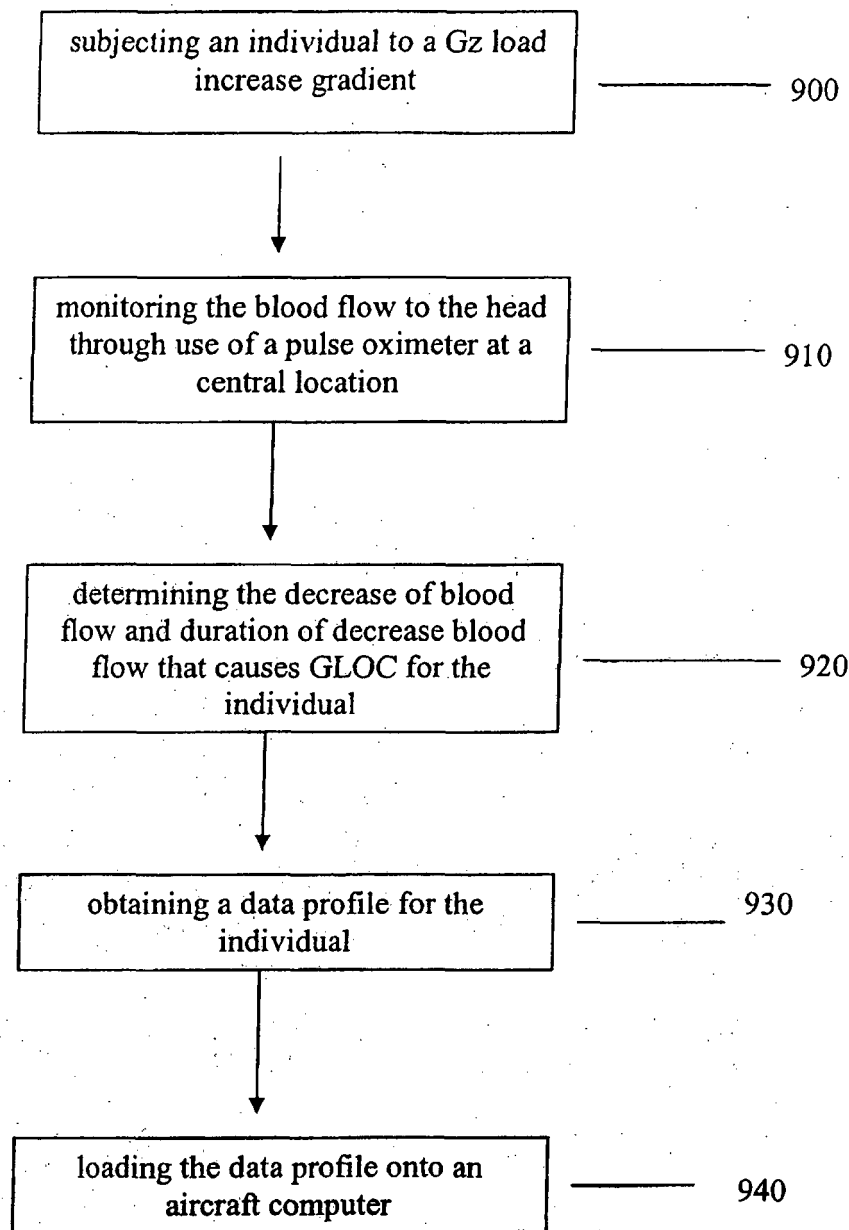 subjecting an individual to a Gz load
increase gradient
900
monitoring the blood flow to the head
through use of a pulse oximeter at a
central location
910
determining the decrease of blood
flow and duration of decrease blood
flow that causes GLOC for the
individual
920
obtaining a data profile for the
individual
930
loading the data profile onto an
aircraft computer
940